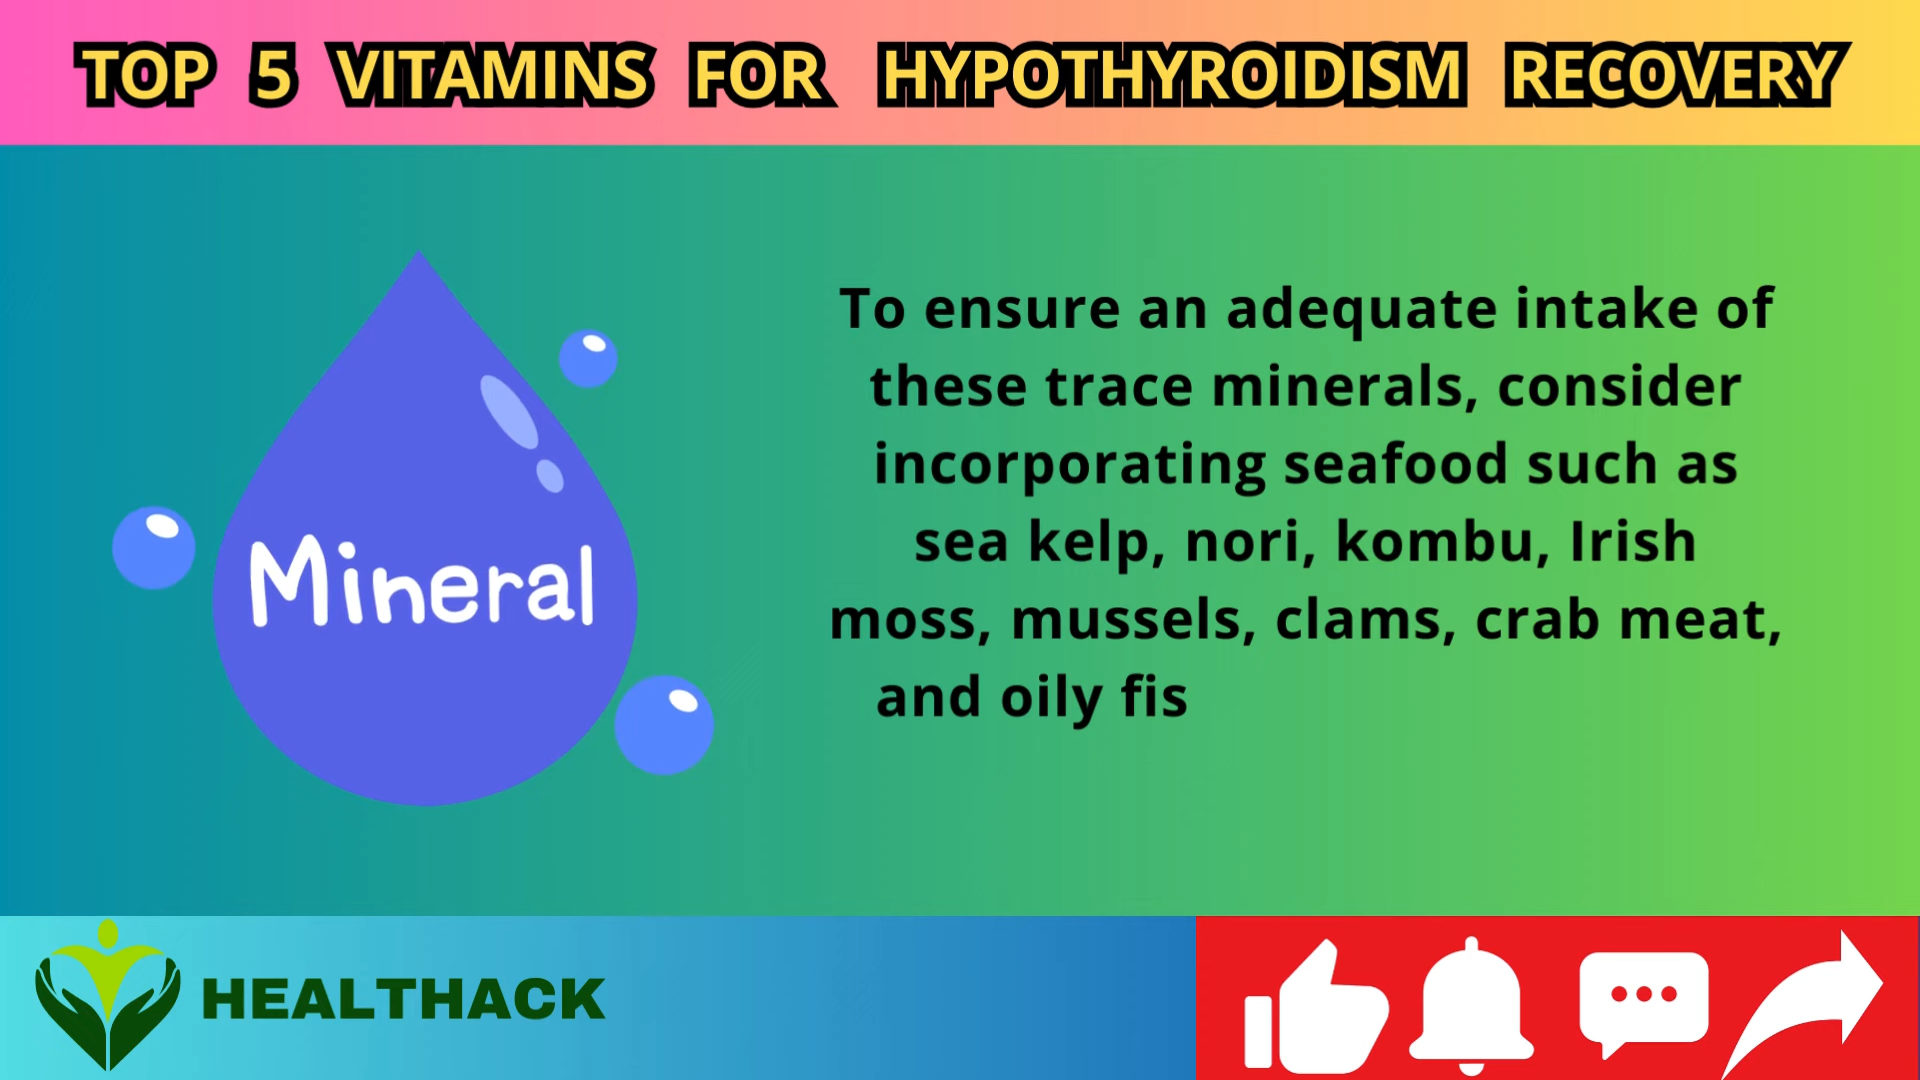 TOP 5 VITAMINS FOR HYPOTHYROIDISM RECOVERY
Mineral
To ensure an adequate intake of
these trace minerals, consider
incorporating seafood such as
sea kelp, nori, kombu, Irish
moss, mussels, clams, crab meat,
and oily fis
HEALTHACK